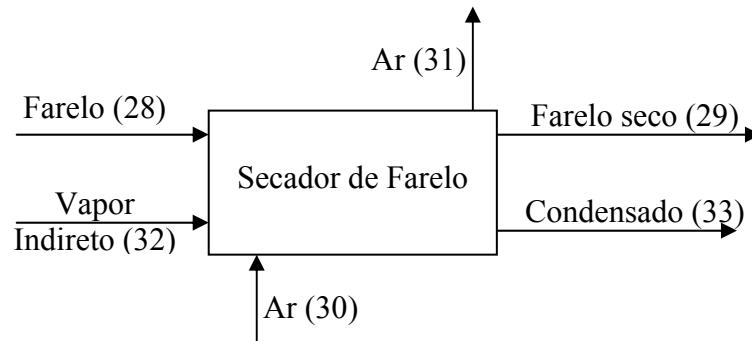 Ar (31)
Farelo (28)
Farelo seco (29)
Secador de Farelo
Vapor
Indireto (32)
Condensado (33)
Ar (30)